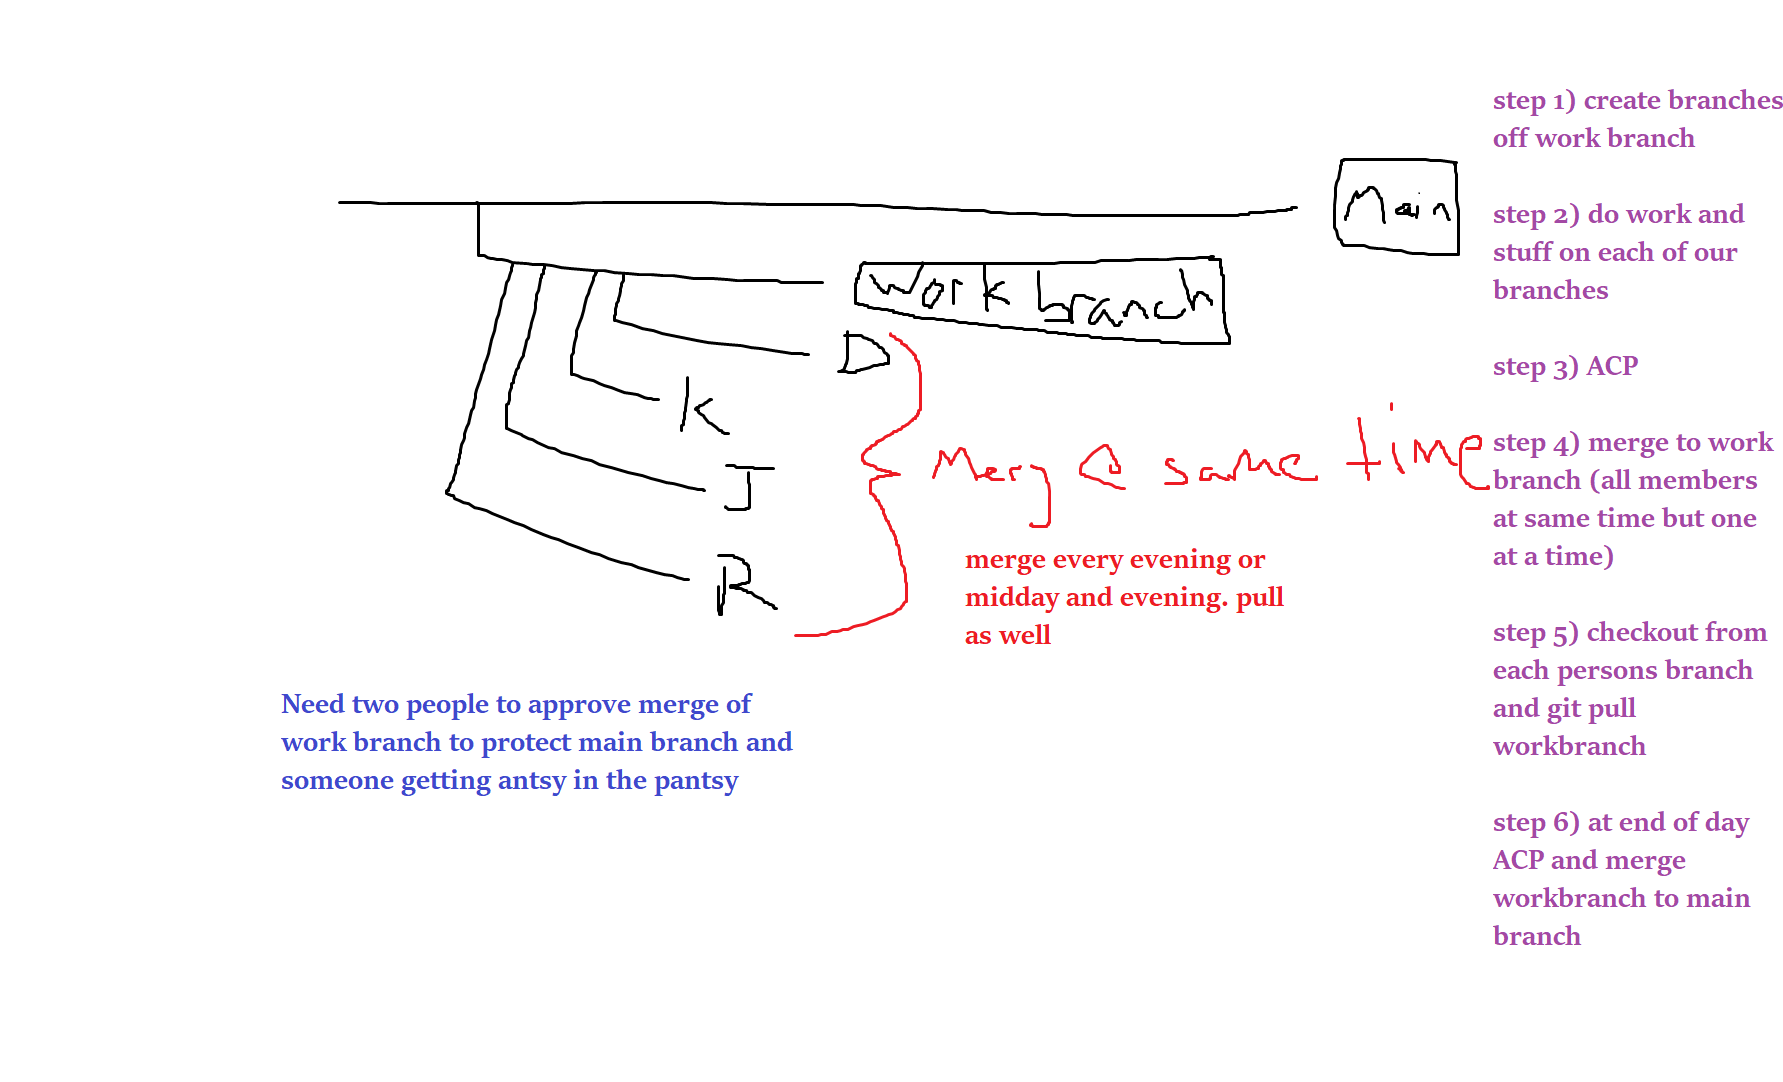 Main
work branch
D
K
J
R
Merg @ same time
merge every evening or
midday and evening. pull
as well
Need two people to approve merge of
work branch to protect main branch and
someone getting antsy in the pantsy
step 1) create branches
off work branch
step 2) do work and
stuff on each of our
branches
step 3) ACP
step 4) merge to work
branch (all members
at same time but one
at a time)
step 5) checkout from
each persons branch
and git pull
workbranch
step 6) at end of day
ACP and merge
workbranch to main
branch